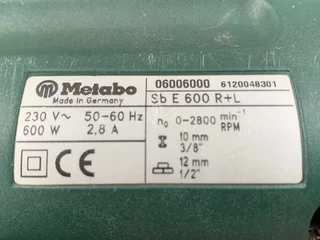 Metabo
Made in Germany
06006000 6120048301
Sb E 600 R+L
230 V~ 50-60 Hz
600 W 2,8 A
n₀ 0-2800 min⁻¹
RPM
10 mm
3/8"
12 mm
1/2"
CE